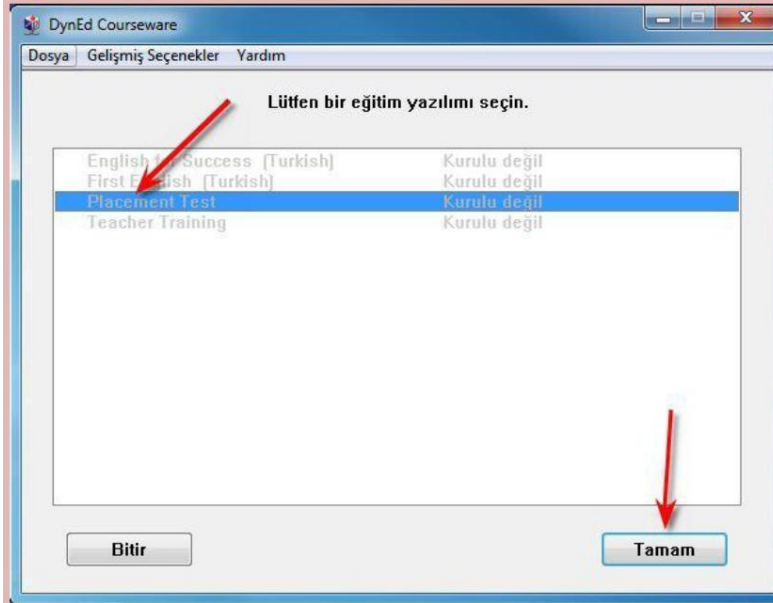 DynEd Courseware
Dosya Gelişmiş Seçenekler Yardım
Lütfen bir eğitim yazılımı seçin.
English for Success (Turkish) Kurulu değil
First English (Turkish) Kurulu değil
Placement Test Kurulu değil
Teacher Training Kurulu değil
Bitir Tamam